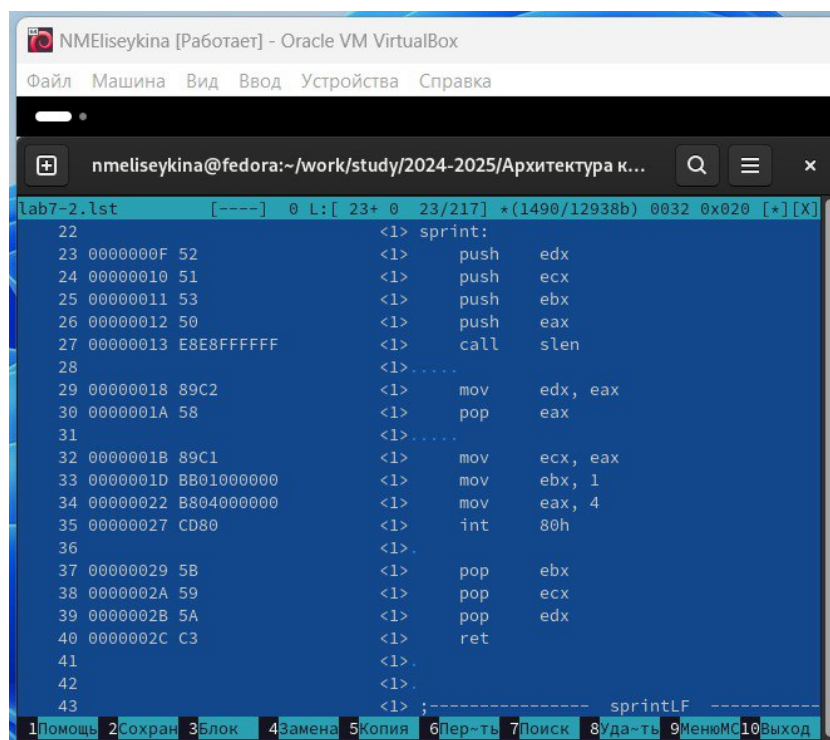 NMEliseykina [Работает] - Oracle VM VirtualBox
Файл Машина Вид Ввод Устройства Справка
nmeliseykina@fedora:~/work/study/2024-2025/Архитектура к...
lab7-2.lst [----] 0 L:[ 23+ 0 23/217] *(1490/12938b) 0032 0x020 [*][X]
22 <1> sprint:
23 0000000F 52 <1> push edx
24 00000010 51 <1> push ecx
25 00000011 53 <1> push ebx
26 00000012 50 <1> push eax
27 00000013 E8E8FFFFFF <1> call slen
28 <1>.....
29 00000018 89C2 <1> mov edx, eax
30 0000001A 58 <1> pop eax
31 <1>.....
32 0000001B 89C1 <1> mov ecx, eax
33 0000001D BB01000000 <1> mov ebx, 1
34 00000022 B804000000 <1> mov eax, 4
35 00000027 CD80 <1> int 80h
36 <1>.
37 00000029 5B <1> pop ebx
38 0000002A 59 <1> pop ecx
39 0000002B 5A <1> pop edx
40 0000002C C3 <1> ret
41 <1>.
42 <1>.
43 <1> ;---------------- sprintLF -----------
1Помощь 2Сохран 3Блок 4Замена 5Копия 6Пер~ть 7Поиск 8Уда~ть 9МенюМС 10Выход